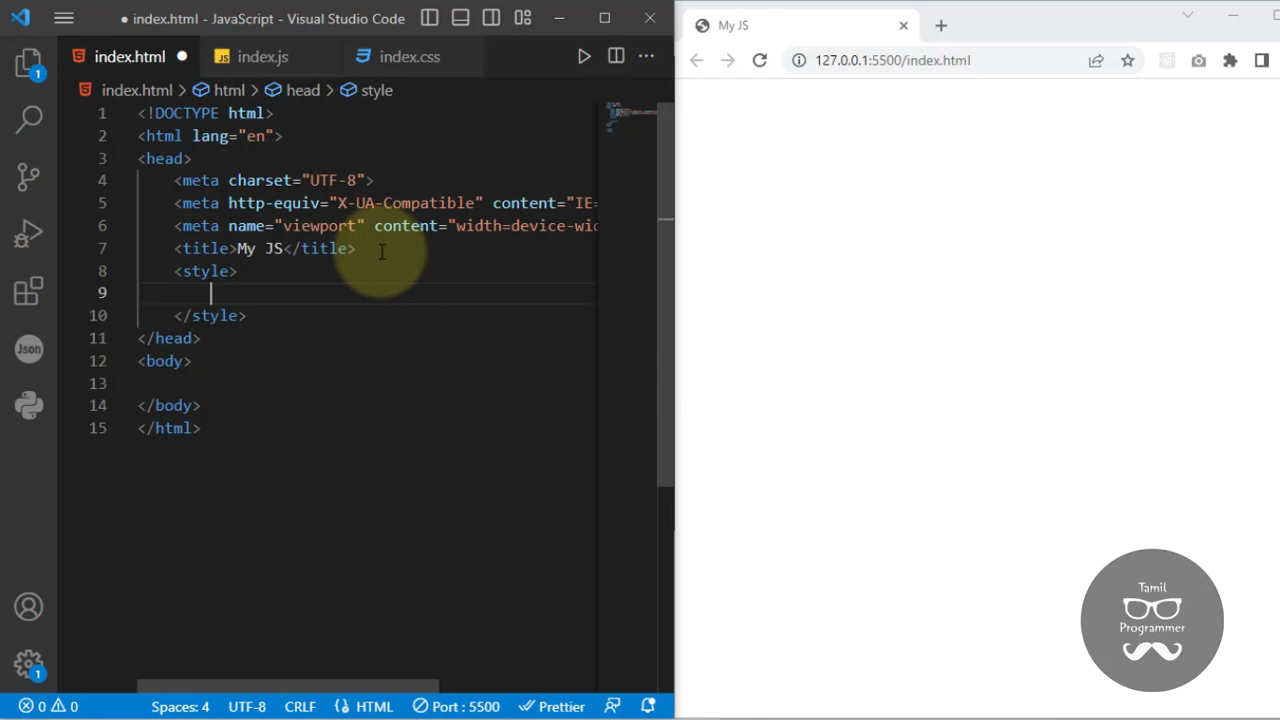 ● index.html - JavaScript - Visual Studio Code
index.html ●
index.js
index.css
index.html > html > head > style
1 <!DOCTYPE html>
2 <html lang="en">
3 <head>
4 <meta charset="UTF-8">
5 <meta http-equiv="X-UA-Compatible" content="IE=
6 <meta name="viewport" content="width=device-wid
7 <title>My JS</title>
8 <style>
9
10 </style>
11 </head>
12 <body>
13
14 </body>
15 </html>
1
Json
1
0 0 Spaces: 4 UTF-8 CRLF HTML Port : 5500 Prettier
My JS
127.0.0.1:5500/index.html
Tamil
Programmer